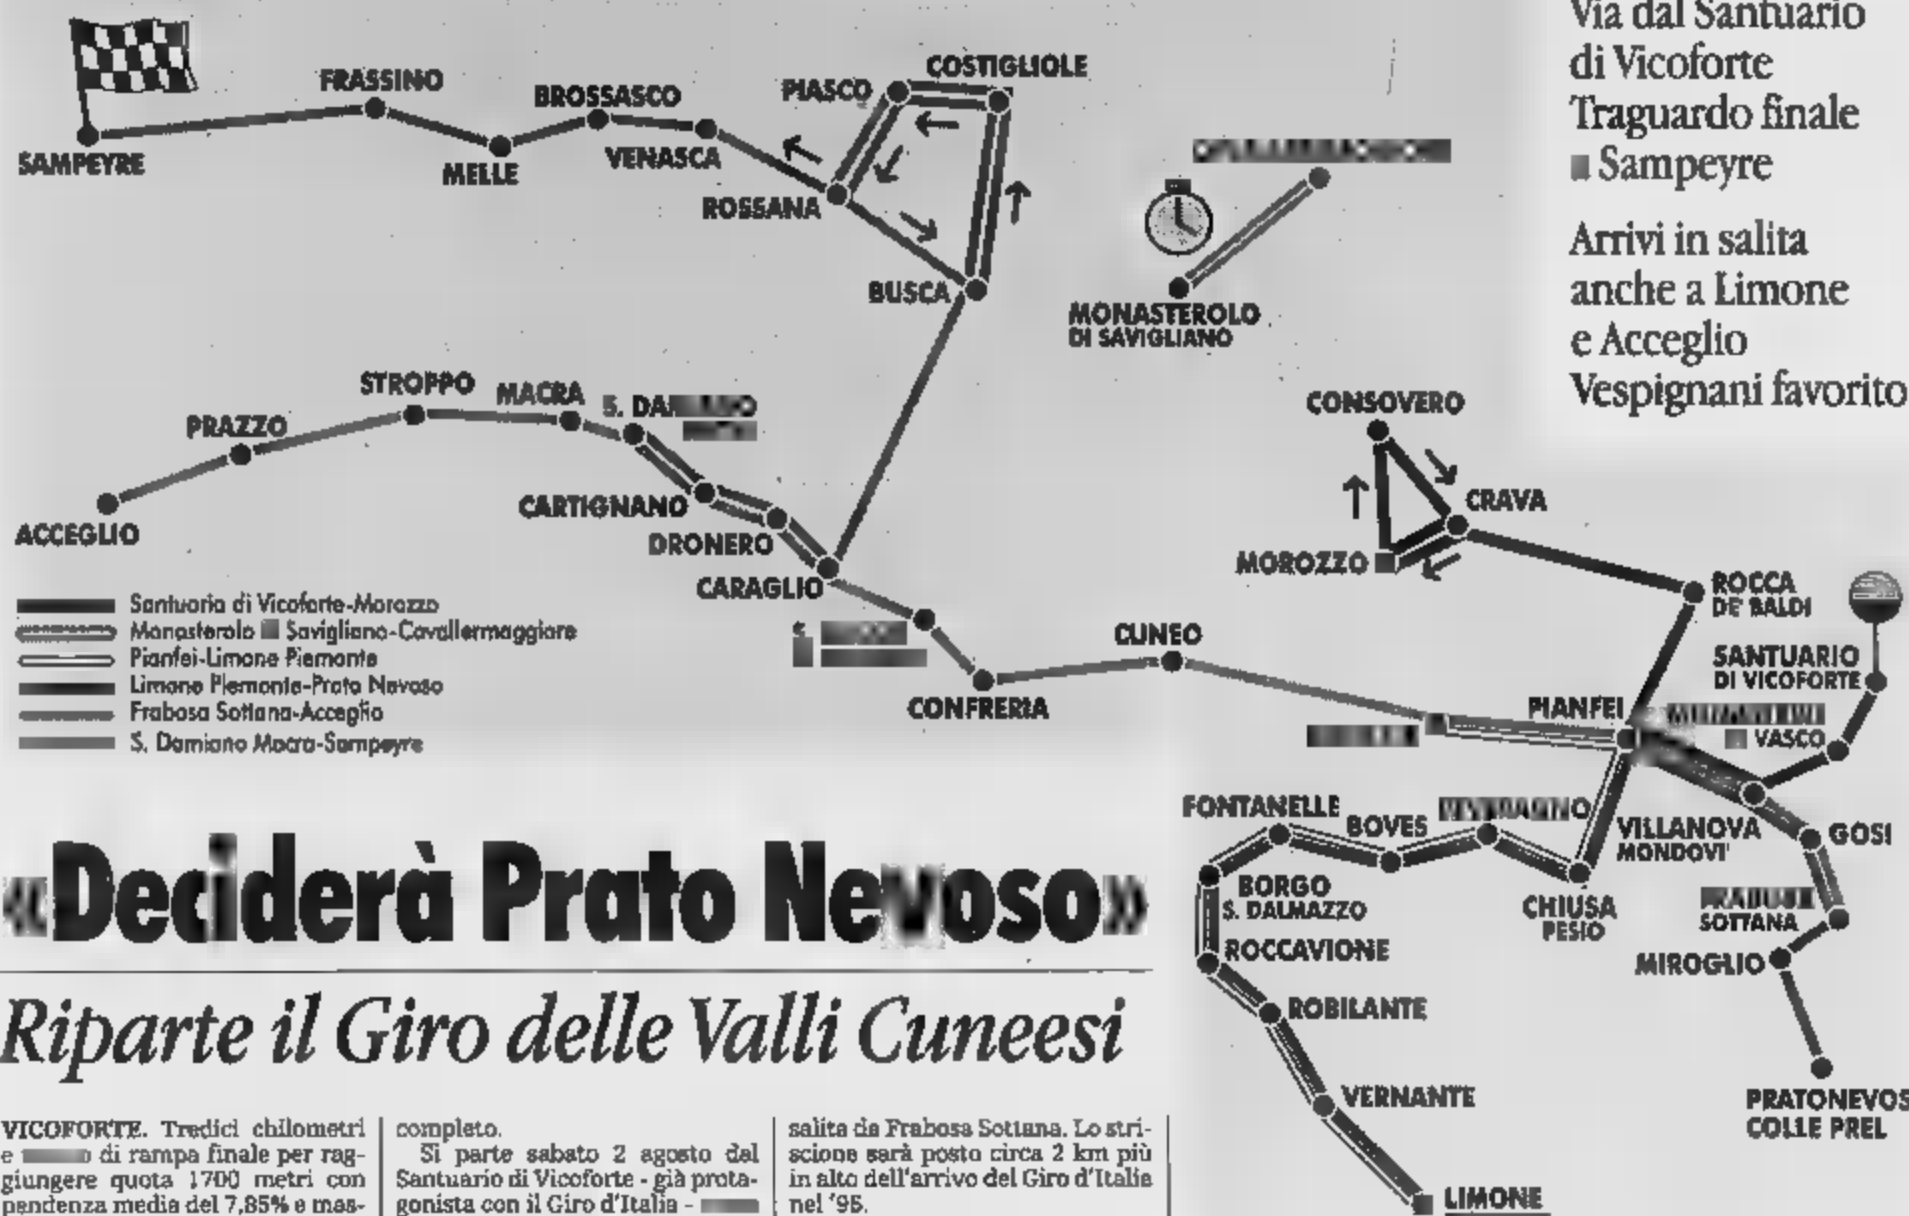 Via dal Santuario
di Vicoforte
Traguardo finale
Sampeyre
Arrivi in salita
anche a Limone
e Acceglio
Vespignani favorito
COSTIGLIOLE
FRASSINO
PIASCO
BROSSASCO
SAMPEYRE
VENASCA
MELLE
ROSSANA
BUSCA
MONASTEROLO
DI SAVIGLIANO
STROPPO
MACRA
S.
PRAZZO
CONSOVERO
CARTIGNANO
CRAVA
ACCEGLIO
DRONERO
MOROZZO
CARAGLIO
ROCCA
DE' BALDI
Santuario di Vicoforte-Morozzo
Monasterolo Savigliano-Cavallermaggiore
Pianfei-Limone Piemonte
Limone Piemonte-Prato Nevoso
Frabosa Sottana-Acceglio
S. Damiano Macra-Sampeyre
CUNEO
SANTUARIO
DI VICOFORTE
CONFRERIA
PIANFEI
VASCO
FONTANELLE
BOVES
VILLANOVA
MONDOVI'
GOSI
BORGO
S. DALMAZZO
CHIUSA
PESIO
SOTTANA
ROCCAVIONE
MIROGLIO
ROBILANTE
VERNANTE
PRATONEVOS
COLLE PREL
LIMONE
«Deciderà Prato Nevoso»
Riparte il Giro delle Valli Cuneesi
VICOFORTE. Tredici chilometri
e di rampa finale per rag-
giungere quota 1700 metri con
pendenza media del 7,85% e mas-
completo.
Si parte sabato 2 agosto dal
Santuario di Vicoforte - già prota-
gonista con il Giro d'Italia -
salita da Frabosa Sottana. Lo stri-
scione sarà posto circa 2 km più
in alto dell'arrivo del Giro d'Italia
nel '96.